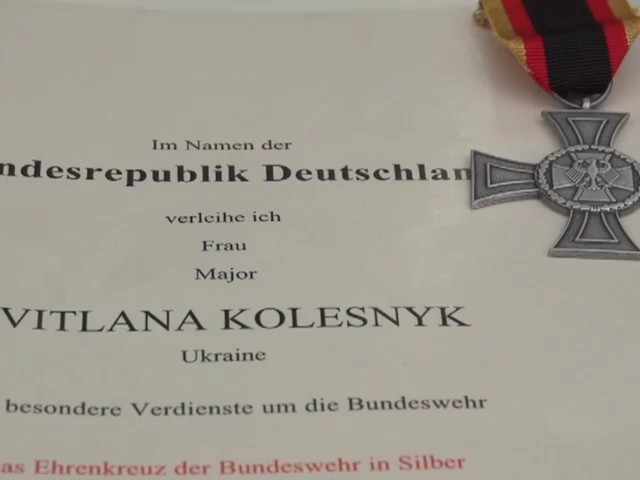 Im Namen der
ndesrepublik Deutschlan
verleihe ich
Frau
Major
VITLANA KOLESNYK
Ukraine
besondere Verdienste um die Bundeswehr
as Ehrenkreuz der Bundeswehr in Silber